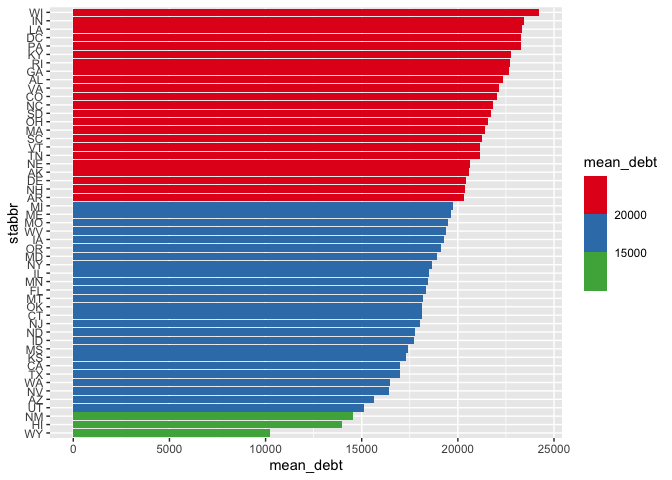 WI
IN
LA
DC
PA
KY
RI
GA
AL
VA
CO
NC
SD
OH
MA
SC
VT
TN
NE
AK
DE
NH
AR
MI
ME
MO
WV
IA
OR
MD
NY
IL
MN
FL
MT
OK
CT
NJ
ND
ID
MS
KS
CA
TX
WA
NV
AZ
UT
NM
HI
WY
stabbr
0 5000 10000 15000 20000 25000
mean_debt
mean_debt
20000
15000